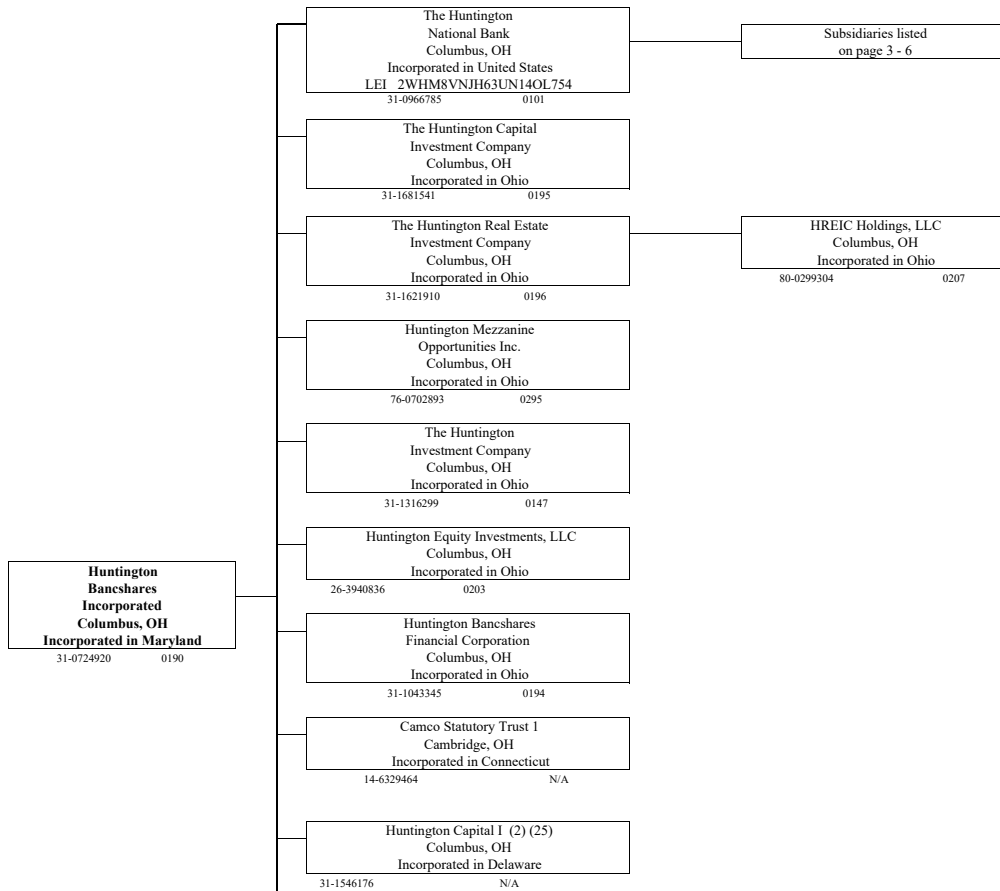 The Huntington
National Bank
Columbus, OH
Incorporated in United States
LEI 2WHM8VNJH63UN14OL754
31-0966785 0101
Subsidiaries listed
on page 3 - 6
The Huntington Capital
Investment Company
Columbus, OH
Incorporated in Ohio
31-1681541 0195
The Huntington Real Estate
Investment Company
Columbus, OH
Incorporated in Ohio
31-1621910 0196
HREIC Holdings, LLC
Columbus, OH
Incorporated in Ohio
80-0299304 0207
Huntington Mezzanine
Opportunities Inc.
Columbus, OH
Incorporated in Ohio
76-0702893 0295
The Huntington
Investment Company
Columbus, OH
Incorporated in Ohio
31-1316299 0147
Huntington Equity Investments, LLC
Columbus, OH
Incorporated in Ohio
26-3940836 0203
Huntington
Bancshares
Incorporated
Columbus, OH
Incorporated in Maryland
31-0724920 0190
Huntington Bancshares
Financial Corporation
Columbus, OH
Incorporated in Ohio
31-1043345 0194
Camco Statutory Trust 1
Cambridge, OH
Incorporated in Connecticut
14-6329464 N/A
Huntington Capital I (2) (25)
Columbus, OH
Incorporated in Delaware
31-1546176 N/A